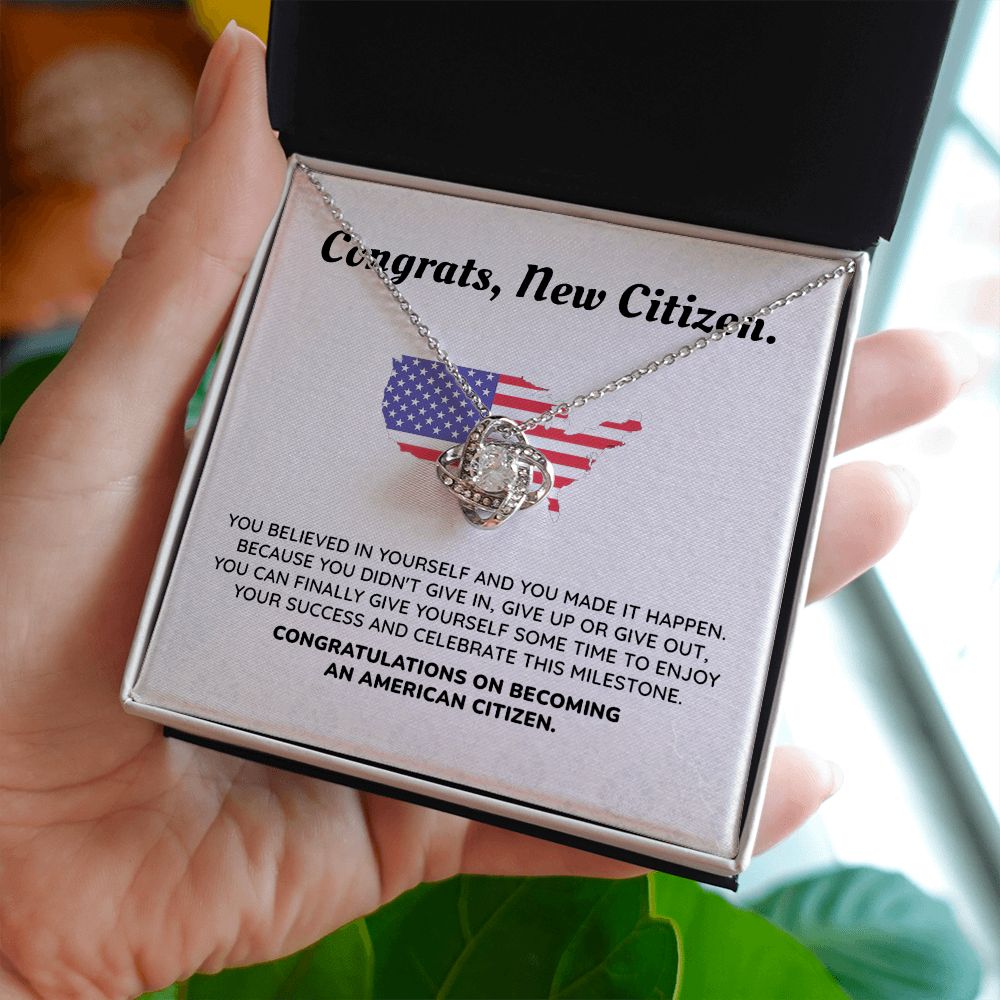 Congrats, New Citizen.
YOU BELIEVED IN YOURSELF AND YOU MADE IT HAPPEN.
BECAUSE YOU DIDN'T GIVE IN, GIVE UP OR GIVE OUT,
YOU CAN FINALLY GIVE YOURSELF SOME TIME TO ENJOY
YOUR SUCCESS AND CELEBRATE THIS MILESTONE.
CONGRATULATIONS ON BECOMING
AN AMERICAN CITIZEN.